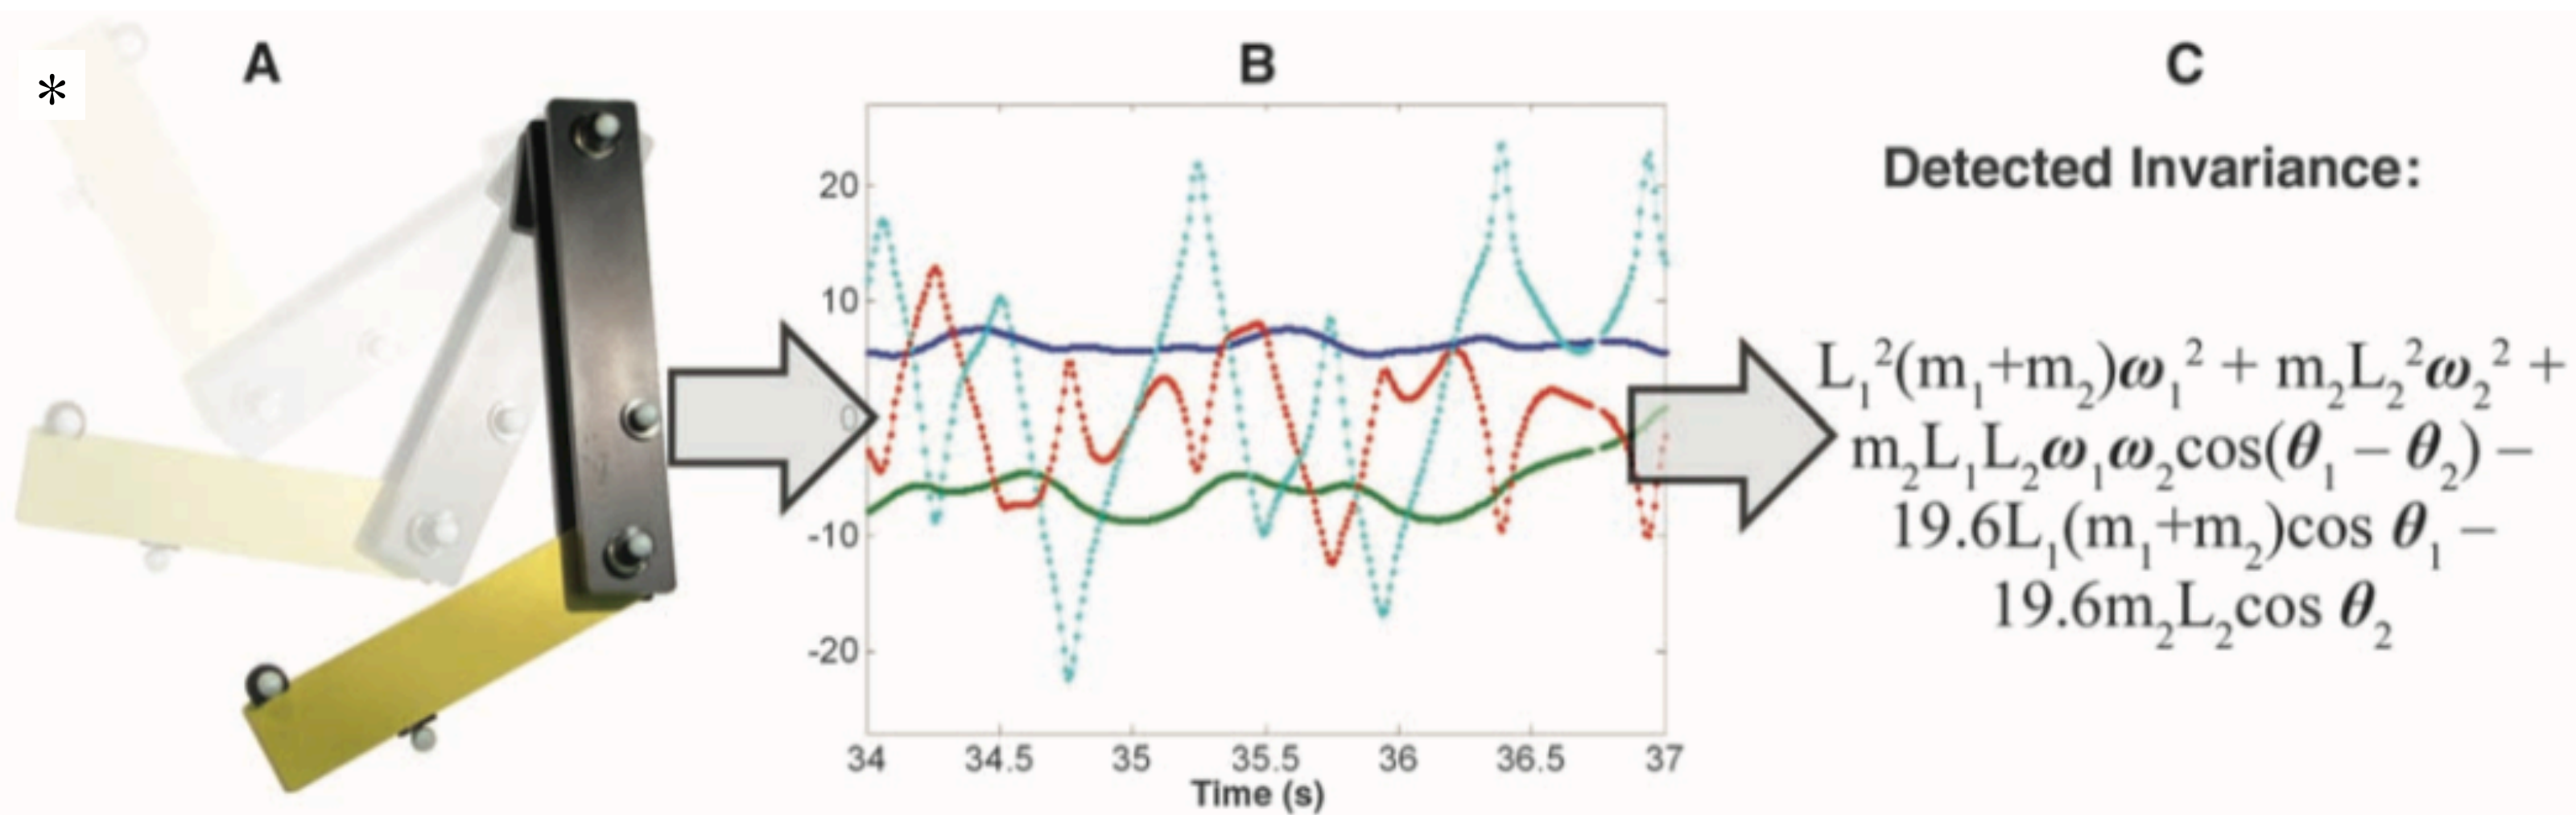 *
A
B
C
Detected Invariance:
20
10
0
-10
-20
34 34.5 35 35.5 36 36.5 37
Time (s)
L₁²(m₁+m₂)ω₁² + m₂L₂²ω₂² +
m₂L₁L₂ω₁ω₂cos(θ₁ – θ₂) –
19.6L₁(m₁+m₂)cos θ₁ –
19.6m₂L₂cos θ₂